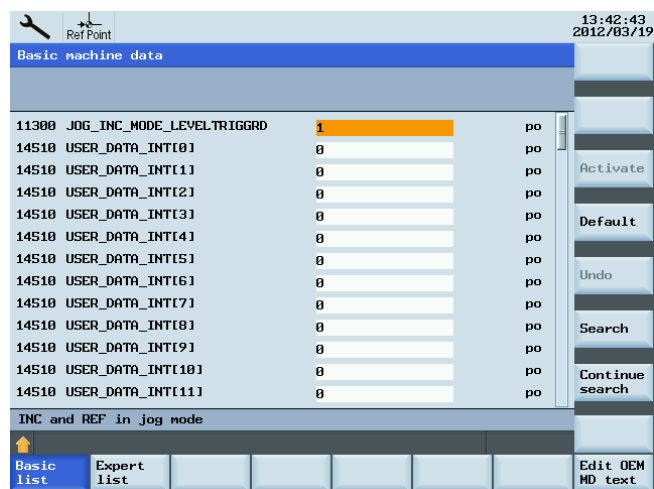 Ref Point
13:42:43
2012/03/19
Basic machine data
11300 JOG_INC_MODE_LEVELTRIGGRD 1 po
14510 USER_DATA_INT[0] 0 po
14510 USER_DATA_INT[1] 0 po
14510 USER_DATA_INT[2] 0 po
14510 USER_DATA_INT[3] 0 po
14510 USER_DATA_INT[4] 0 po
14510 USER_DATA_INT[5] 0 po
14510 USER_DATA_INT[6] 0 po
14510 USER_DATA_INT[7] 0 po
14510 USER_DATA_INT[8] 0 po
14510 USER_DATA_INT[9] 0 po
14510 USER_DATA_INT[10] 0 po
14510 USER_DATA_INT[11] 0 po
INC and REF in jog mode
Activate
Default
Undo
Search
Continue
search
Basic
list
Expert
list
Edit OEM
MD text